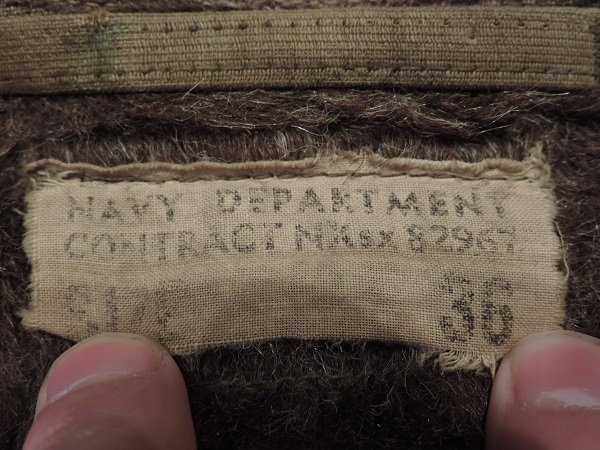 NAVY DEPARTMENT
CONTRACT NXsx 82967
SIZE 36